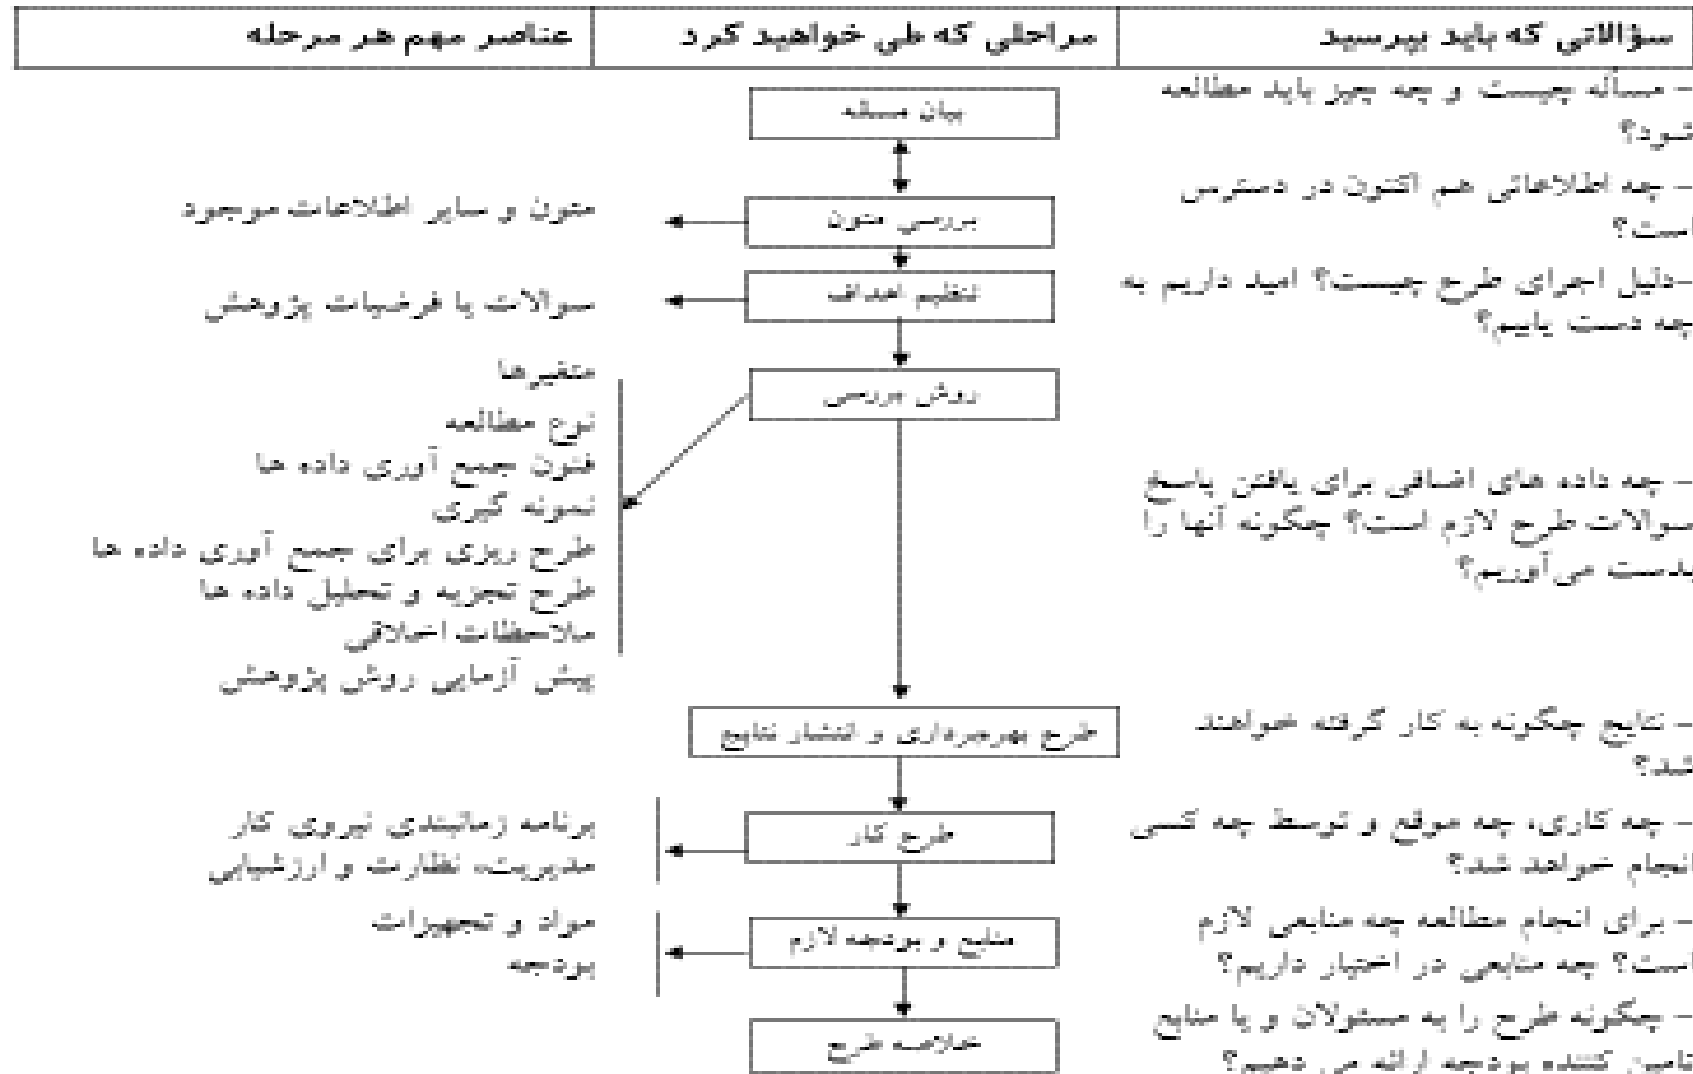 سؤالاتی که باید بپرسید
مراحلی که طی خواهید کرد
عناصر مهم هر مرحله
- مسأله چیست و چه چیز باید مطالعه
شود؟
بیان مسئله
- چه اطلاعاتی هم اکنون در دسترس
است؟
بررسی متون
متون و سایر اطلاعات موجود
-دلیل اجرای طرح چیست؟ امید داریم به
چه دست یابیم؟
تنظیم اهداف
سوالات یا فرضیات پژوهش
روش بررسی
متغیرها
نوع مطالعه
فنون جمع آوری داده ها
نمونه گیری
طرح ریزی برای جمع آوری داده ها
طرح تجزیه و تحلیل داده ها
ملاحظات اخلاقی
پیش آزمایی روش پژوهش
- چه داده های اضافی برای یافتن پاسخ
سوالات طرح لازم است؟ چگونه آنها را
بدست می‌آوریم؟
- نتایج چگونه به کار گرفته خواهند
شد؟
طرح بهره‌برداری و انتشار نتایج
- چه کاری، چه موقع و توسط چه کسی
انجام خواهد شد؟
طرح کار
برنامه زمانبندی نیروی کار
مدیریت، نظارت و ارزشیابی
- برای انجام مطالعه چه منابعی لازم
است؟ چه منابعی در اختیار داریم؟
منابع و بودجه لازم
مواد و تجهیزات
بودجه
- چگونه طرح را به مسئولان و یا منابع
تامین کننده بودجه ارائه می دهیم؟
خلاصه طرح